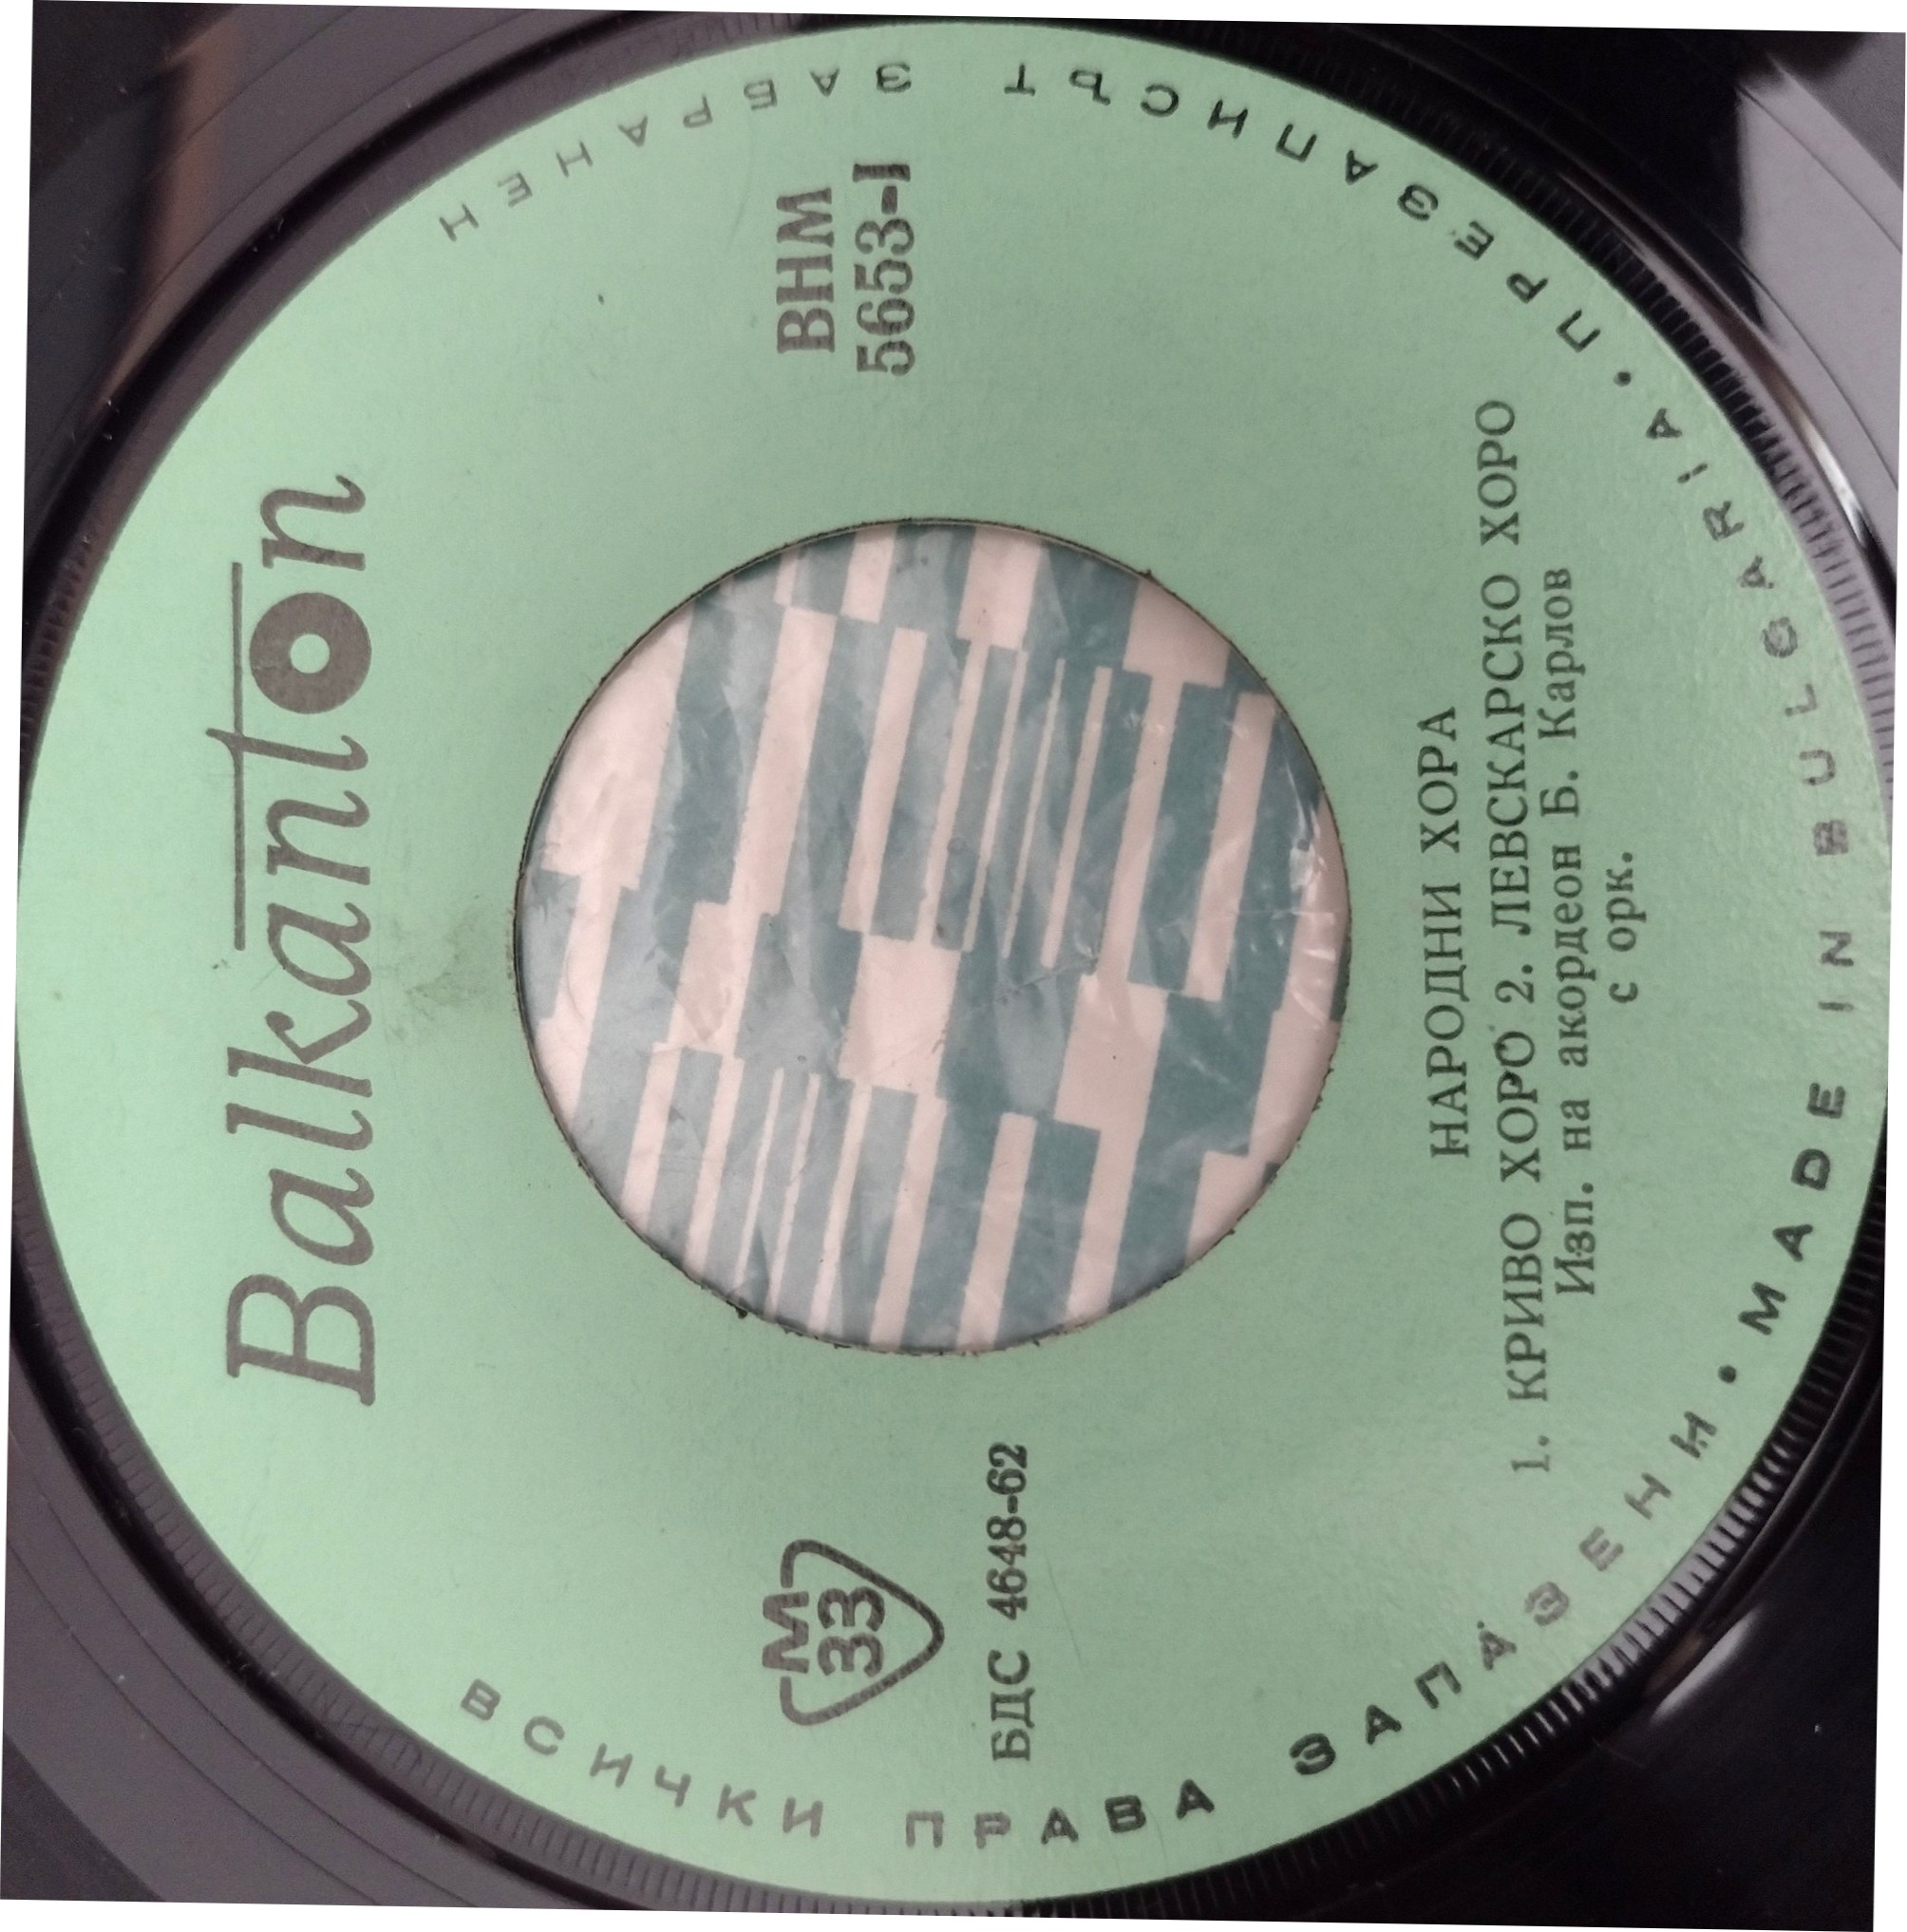 Balkanton
М
33
БДС 4648-62
ВНМ
5653-I
НАРОДНИ ХОРА
1. КРИВО ХОРО 2. ЛЕВСКАРСКО ХОРО
Изп. на акордеон Б. Карлов
с орк.
ВСИЧКИ ПРАВА ЗАПАЗЕНИ • MADE IN BULGARIA • ПРЕЗАПИСЪТ ЗАБРАНЕН